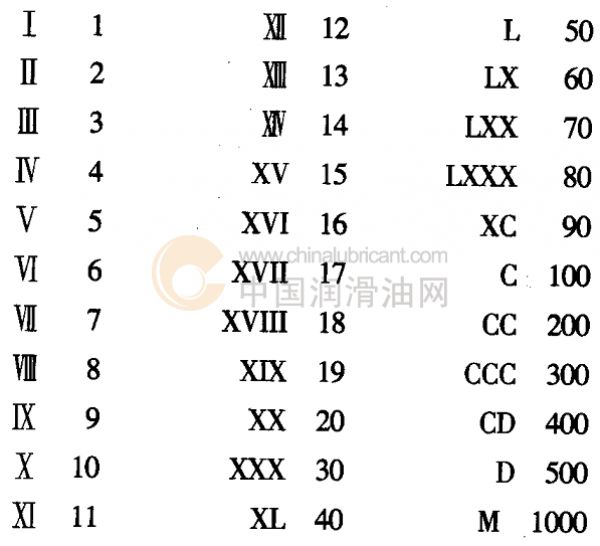 Ⅰ 1 Ⅻ 12 L 50
Ⅱ 2 XIII 13 LX 60
Ⅲ 3 XIV 14 LXX 70
Ⅳ 4 XV 15 LXXX 80
Ⅴ 5 XVI 16 XC 90
www.chinalubricant.com
Ⅵ 6 XVII 17 C 100
中国润滑油网
Ⅶ 7 XVIII 18 CC 200
Ⅷ 8 XIX 19 CCC 300
Ⅸ 9 XX 20 CD 400
Ⅹ 10 XXX 30 D 500
Ⅺ 11 XL 40 M 1000